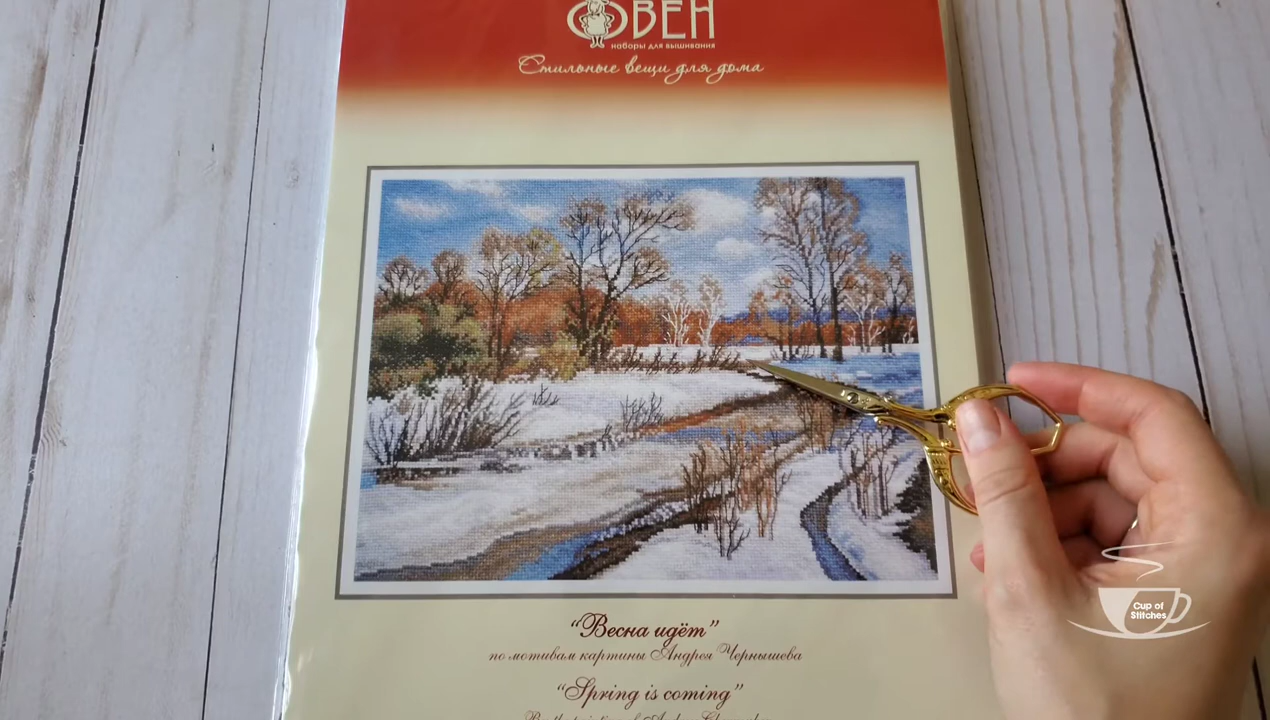 ОВЕН
наборы для вышивания
Стильные вещи для дома
“Весна идёт”
по мотивам картины Андрея Чернышева
“Spring is coming”
Cup of
Stitches